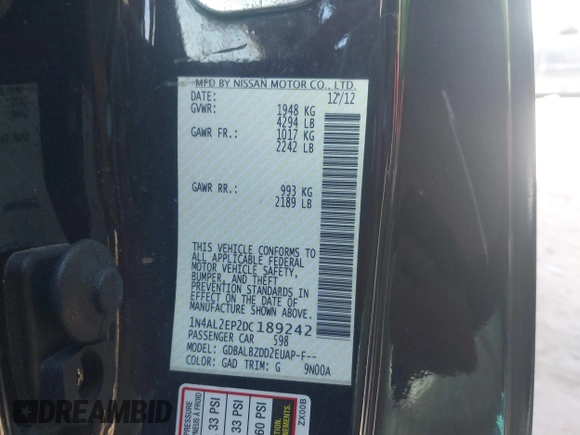 MFD BY NISSAN MOTOR CO., LTD.
DATE: 12/12
GVWR: 1948 KG
4294 LB
GAWR FR.: 1017 KG
2242 LB
GAWR RR.: 993 KG
2189 LB
THIS VEHICLE CONFORMS TO
ALL APPLICABLE FEDERAL
MOTOR VEHICLE SAFETY,
BUMPER, AND THEFT
PREVENTION STANDARDS IN
EFFECT ON THE DATE OF
MANUFACTURE SHOWN ABOVE.
1N4AL2EP2DC189242
PASSENGER CAR 598
MODEL: GDBALBZDD2EUAP-F--
COLOR: GAD TRIM: G 9N00A
PRESSURE
33 PSI
33 PSI
60 PSI
ZX00B
DREAMBID